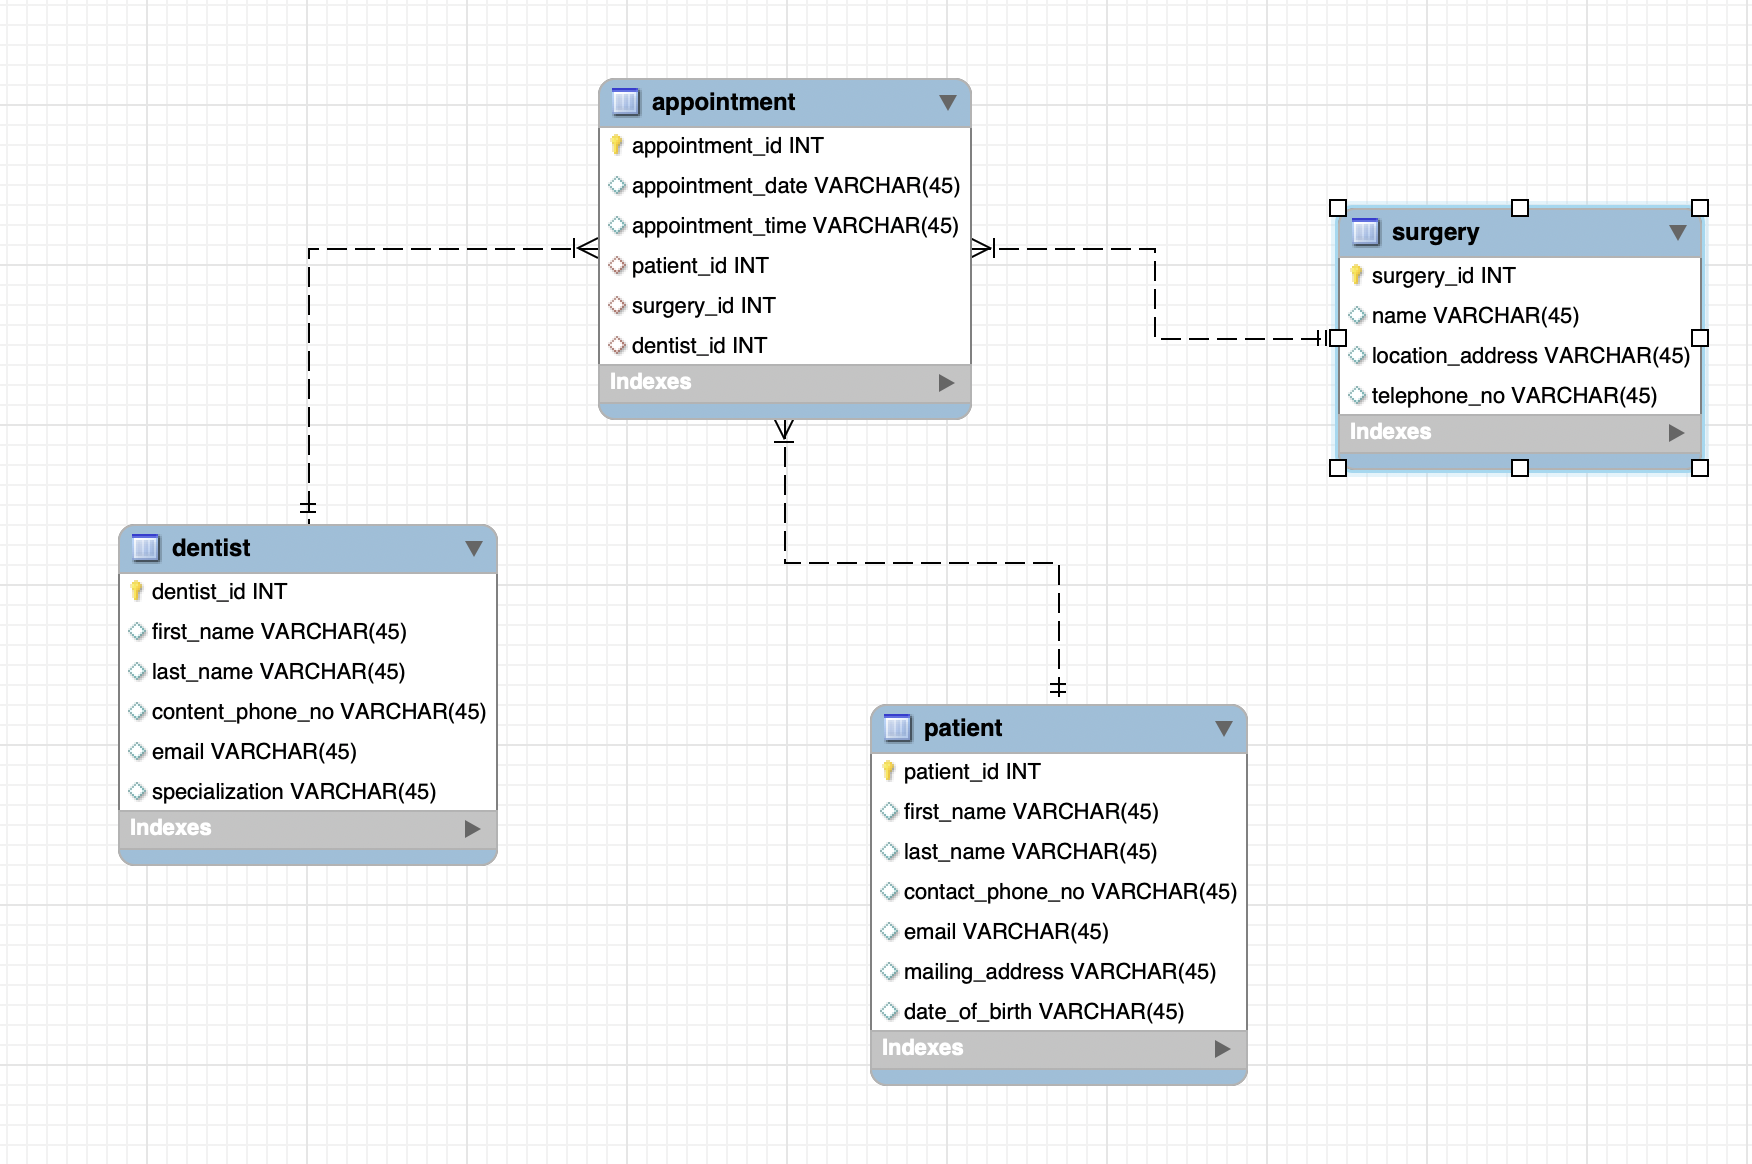 appointment
appointment_id INT
appointment_date VARCHAR(45)
appointment_time VARCHAR(45)
patient_id INT
surgery_id INT
dentist_id INT
Indexes
surgery
surgery_id INT
name VARCHAR(45)
location_address VARCHAR(45)
telephone_no VARCHAR(45)
Indexes
dentist
dentist_id INT
first_name VARCHAR(45)
last_name VARCHAR(45)
content_phone_no VARCHAR(45)
email VARCHAR(45)
specialization VARCHAR(45)
Indexes
patient
patient_id INT
first_name VARCHAR(45)
last_name VARCHAR(45)
contact_phone_no VARCHAR(45)
email VARCHAR(45)
mailing_address VARCHAR(45)
date_of_birth VARCHAR(45)
Indexes